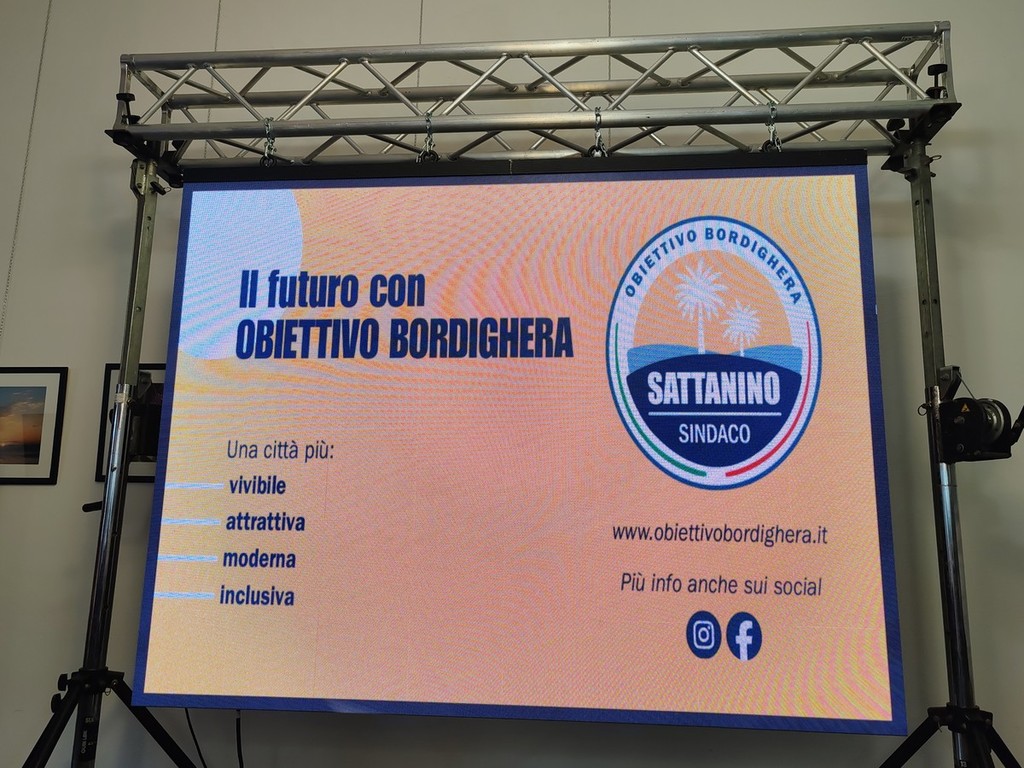 Il futuro con
OBIETTIVO BORDIGHERA
Una città più:
vivibile
attrattiva
moderna
inclusiva
OBIETTIVO BORDIGHERA
SATTANINO
SINDACO
www.obiettivobordighera.it
Più info anche sui social